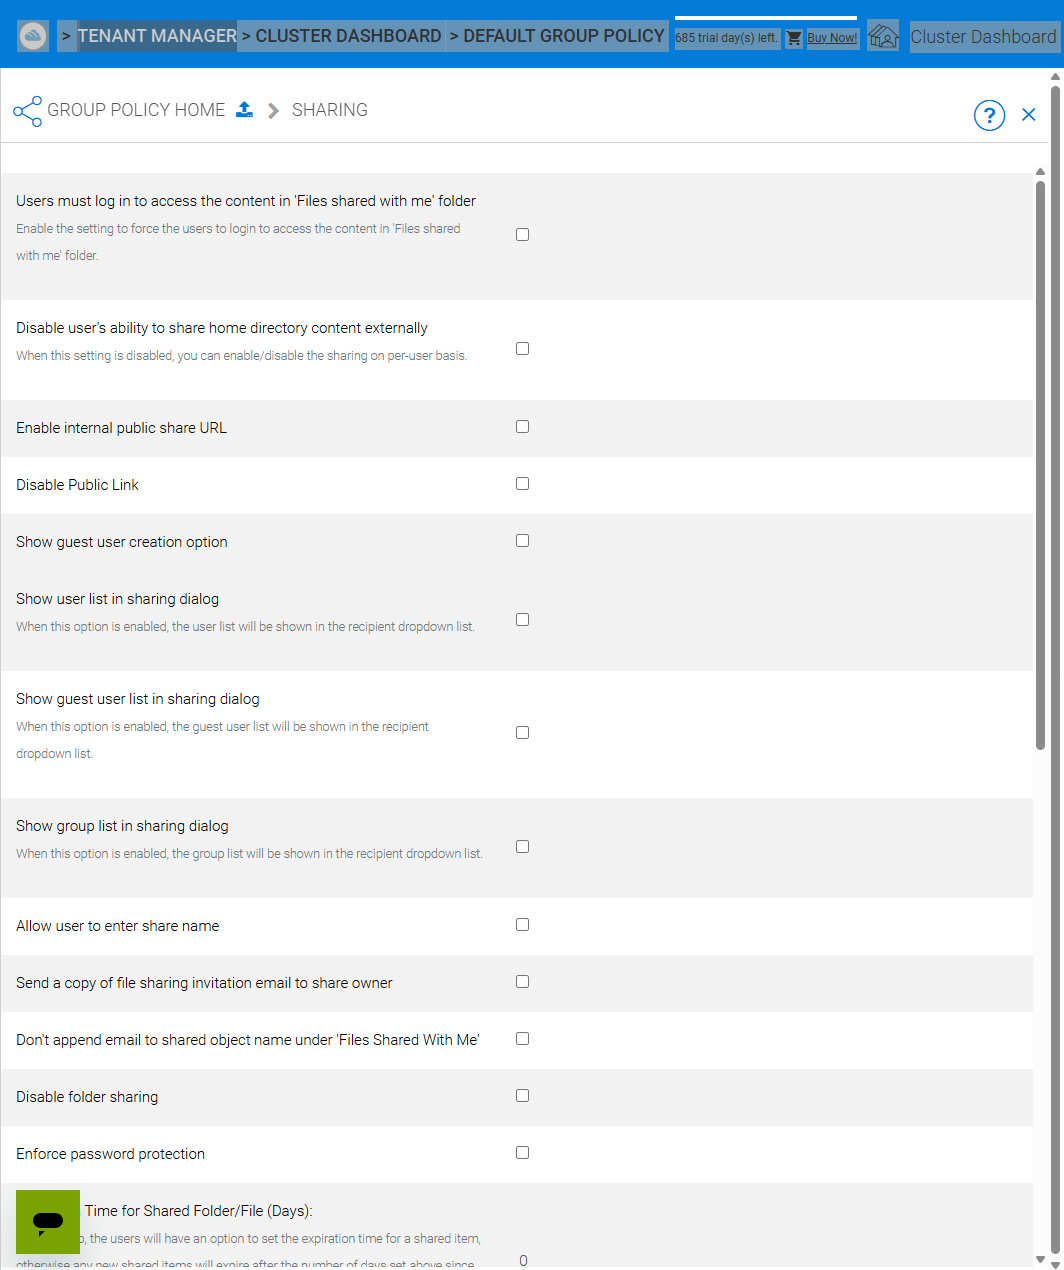 > TENANT MANAGER > CLUSTER DASHBOARD > DEFAULT GROUP POLICY 685 trial day(s) left. Buy Now! Cluster Dashboard
GROUP POLICY HOME SHARING
?
Users must log in to access the content in 'Files shared with me' folder
Enable the setting to force the users to login to access the content in 'Files shared
with me' folder.
Disable user's ability to share home directory content externally
When this setting is disabled, you can enable/disable the sharing on per-user basis.
Enable internal public share URL
Disable Public Link
Show guest user creation option
Show user list in sharing dialog
When this option is enabled, the user list will be shown in the recipient dropdown list.
Show guest user list in sharing dialog
When this option is enabled, the guest user list will be shown in the recipient
dropdown list.
Show group list in sharing dialog
When this option is enabled, the group list will be shown in the recipient dropdown list.
Allow user to enter share name
Send a copy of file sharing invitation email to share owner
Don't append email to shared object name under 'Files Shared With Me'
Disable folder sharing
Enforce password protection
Time for Shared Folder/File (Days):
the users will have an option to set the expiration time for a shared item,
otherwise any new shared items will expire after the number of days set above since
0